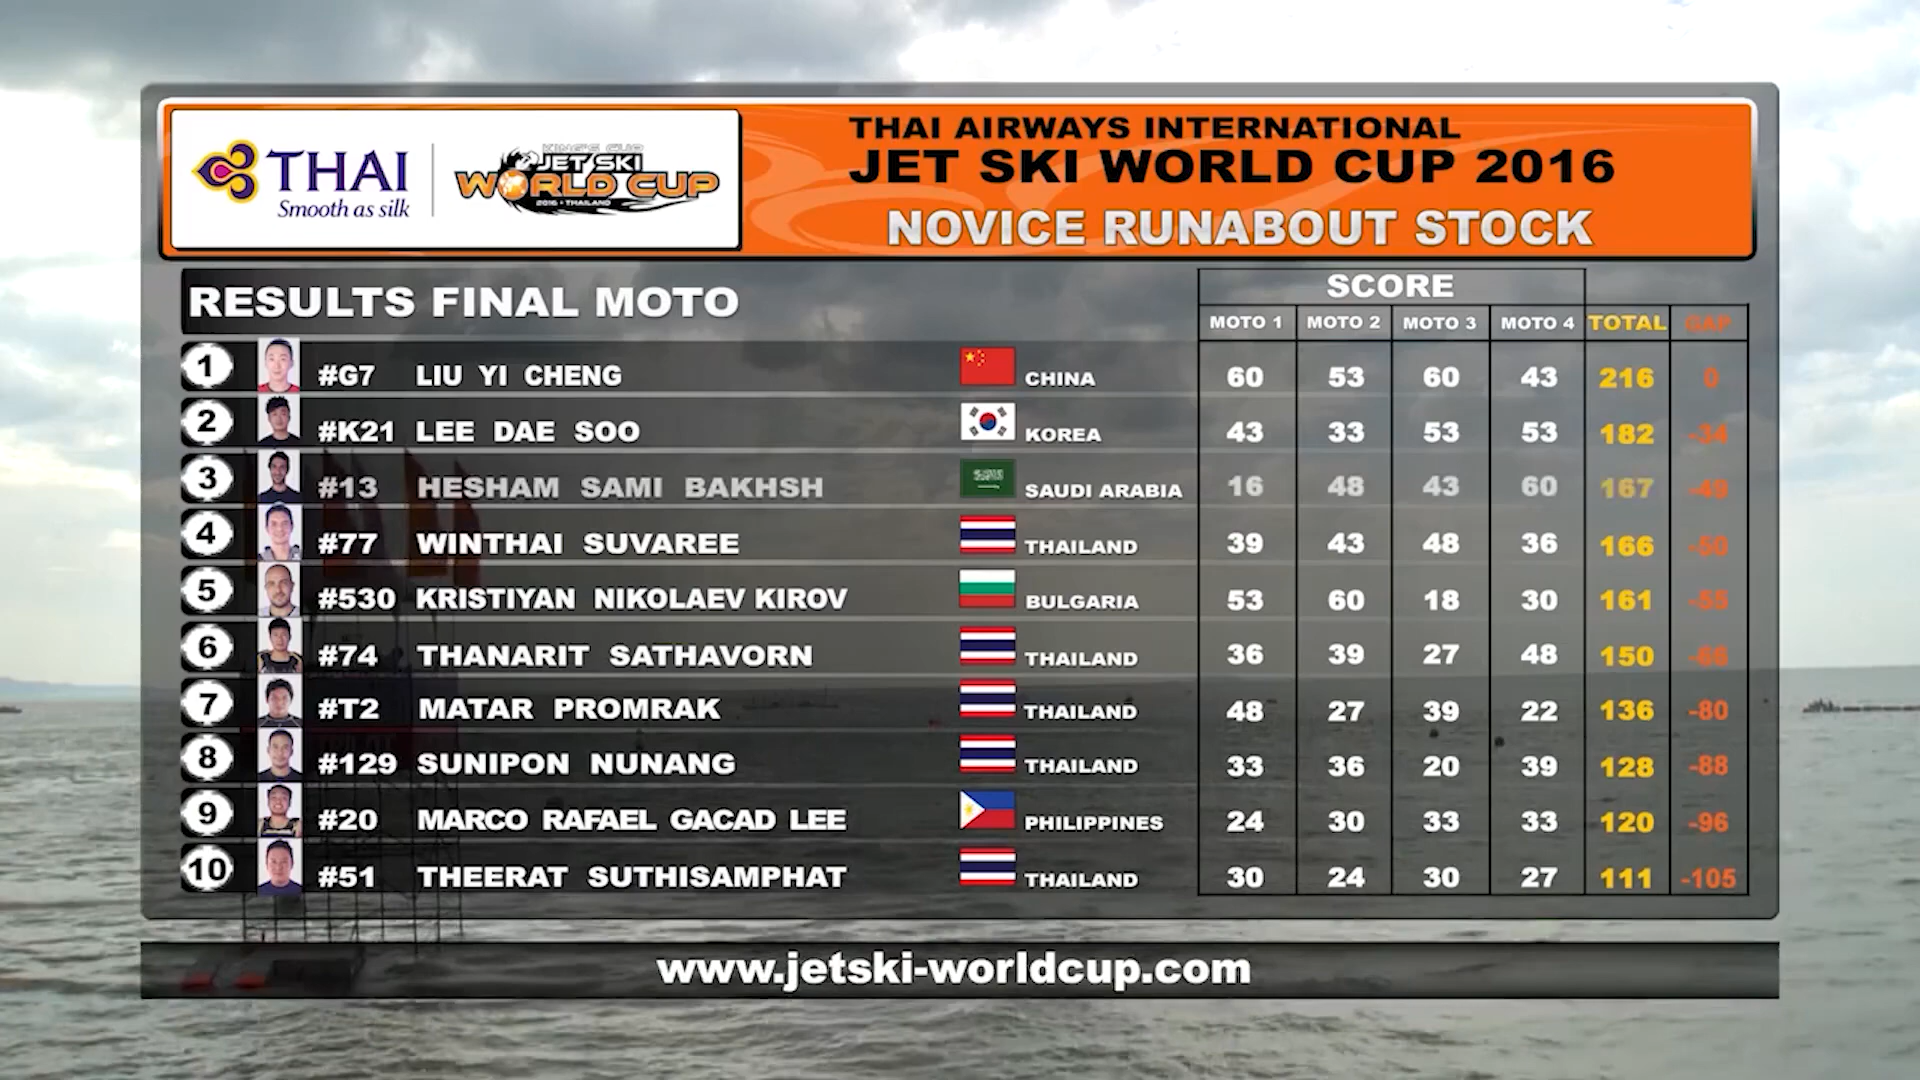 THAI
Smooth as silk
KING'S CUP
JET SKI
WORLD CUP
2016 • THAILAND
THAI AIRWAYS INTERNATIONAL
JET SKI WORLD CUP 2016
NOVICE RUNABOUT STOCK
RESULTS FINAL MOTO
SCORE
MOTO 1 MOTO 2 MOTO 3 MOTO 4 TOTAL GAP
1 #G7 LIU YI CHENG CHINA 60 53 60 43 216 0
2 #K21 LEE DAE SOO KOREA 43 33 53 53 182 -34
3 #13 HESHAM SAMI BAKHSH SAUDI ARABIA 16 48 43 60 167 -49
4 #77 WINTHAI SUVAREE THAILAND 39 43 48 36 166 -50
5 #530 KRISTIYAN NIKOLAEV KIROV BULGARIA 53 60 18 30 161 -55
6 #74 THANARIT SATHAVORN THAILAND 36 39 27 48 150 -66
7 #T2 MATAR PROMRAK THAILAND 48 27 39 22 136 -80
8 #129 SUNIPON NUNANG THAILAND 33 36 20 39 128 -88
9 #20 MARCO RAFAEL GACAD LEE PHILIPPINES 24 30 33 33 120 -96
10 #51 THEERAT SUTHISAMPHAT THAILAND 30 24 30 27 111 -105
www.jetski-worldcup.com